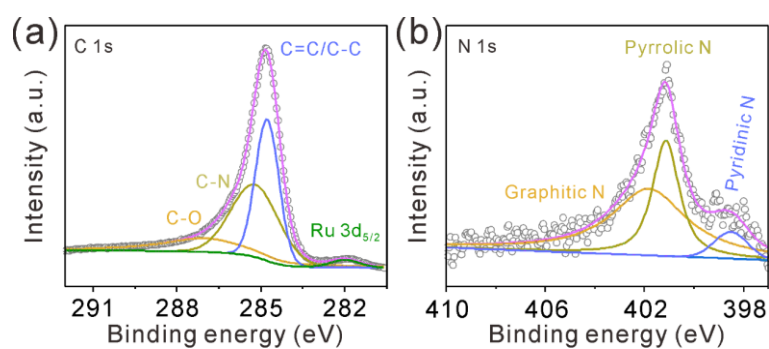 (a)
C 1s
C=C/C-C
C-N
C-O
Ru 3d5/2
Intensity (a.u.)
291 288 285 282
Binding energy (eV)
(b)
N 1s
Pyrrolic N
Graphitic N
Pyridinic N
Intensity (a.u.)
410 406 402 398
Binding energy (eV)